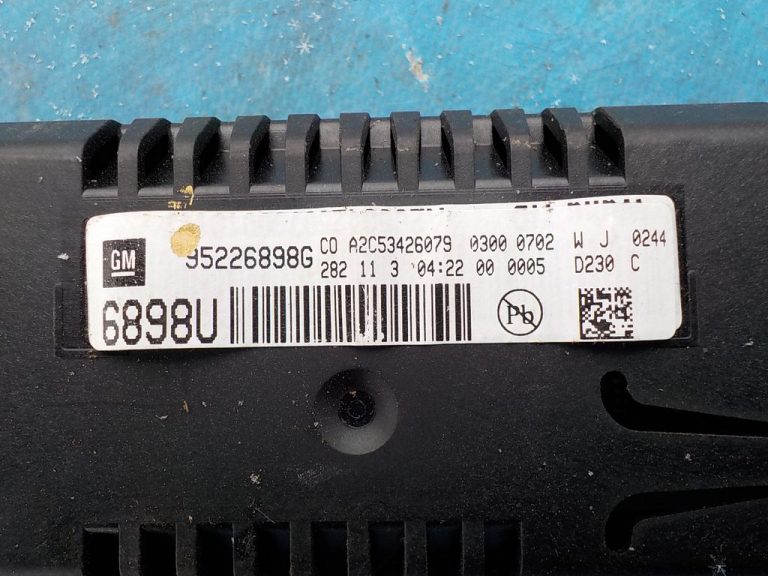 GM 95226898G CO A2C53426079 0300 0702 W J 0244
282 11 3 04:22 00 0005 D230 C
6898U Pb